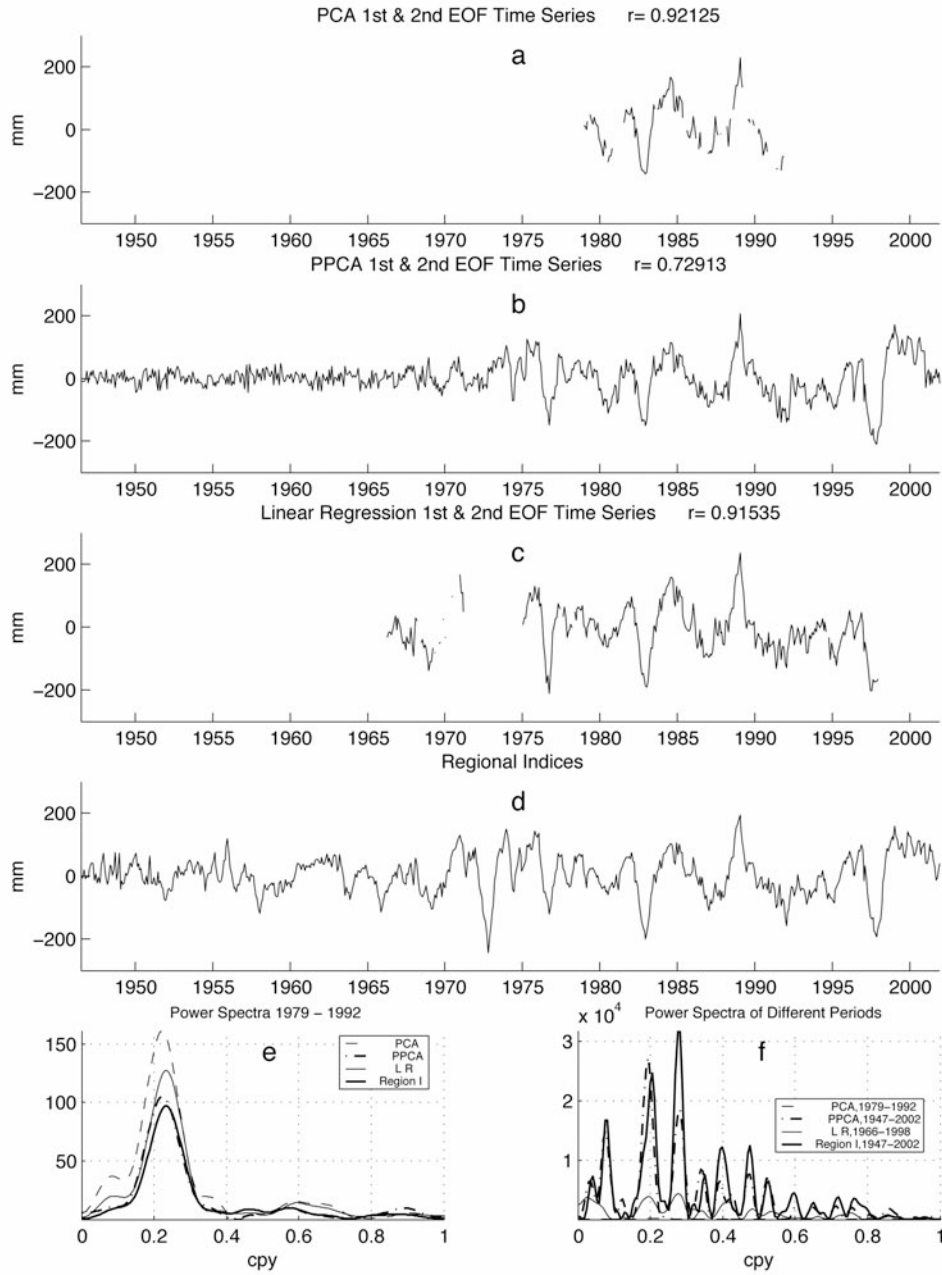 PCA 1st & 2nd EOF Time Series r= 0.92125
a
200
0
−200
mm
1950 1955 1960 1965 1970 1975 1980 1985 1990 1995 2000
PPCA 1st & 2nd EOF Time Series r= 0.72913
b
200
0
−200
mm
1950 1955 1960 1965 1970 1975 1980 1985 1990 1995 2000
Linear Regression 1st & 2nd EOF Time Series r= 0.91535
c
200
0
−200
mm
1950 1955 1960 1965 1970 1975 1980 1985 1990 1995 2000
Regional Indices
d
200
0
−200
mm
1950 1955 1960 1965 1970 1975 1980 1985 1990 1995 2000
Power Spectra 1979 − 1992
e
150
100
50
PCA
PPCA
L R
Region I
0 0.2 0.4 0.6 0.8 1
cpy
x 10^4 Power Spectra of Different Periods
f
3
2
1
PCA,1979−1992
PPCA,1947−2002
L R,1966−1998
Region I,1947−2002
0 0.2 0.4 0.6 0.8 1
cpy